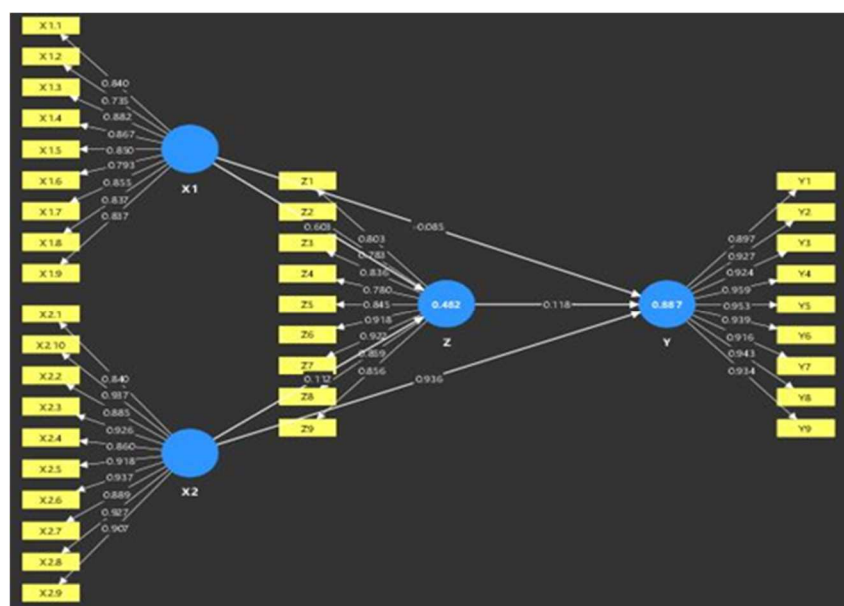 X1.1
X1.2
X1.3
X1.4
X1.5
X1.6
X1.7
X1.8
X1.9
0.840
0.735
0.882
0.867
0.850
0.793
0.855
0.837
0.837
X1
X2.1
X2.10
X2.2
X2.3
X2.4
X2.5
X2.6
X2.7
X2.8
X2.9
0.840
0.937
0.885
0.926
0.860
0.918
0.937
0.889
0.927
0.907
X2
0.603
0.112
-0.085
0.936
Z1
Z2
Z3
Z4
Z5
Z6
Z7
Z8
Z9
0.803
0.783
0.836
0.780
0.845
0.918
0.922
0.859
0.856
0.482
Z
0.118
0.887
Y
0.897
0.927
0.924
0.959
0.953
0.939
0.916
0.943
0.934
Y1
Y2
Y3
Y4
Y5
Y6
Y7
Y8
Y9